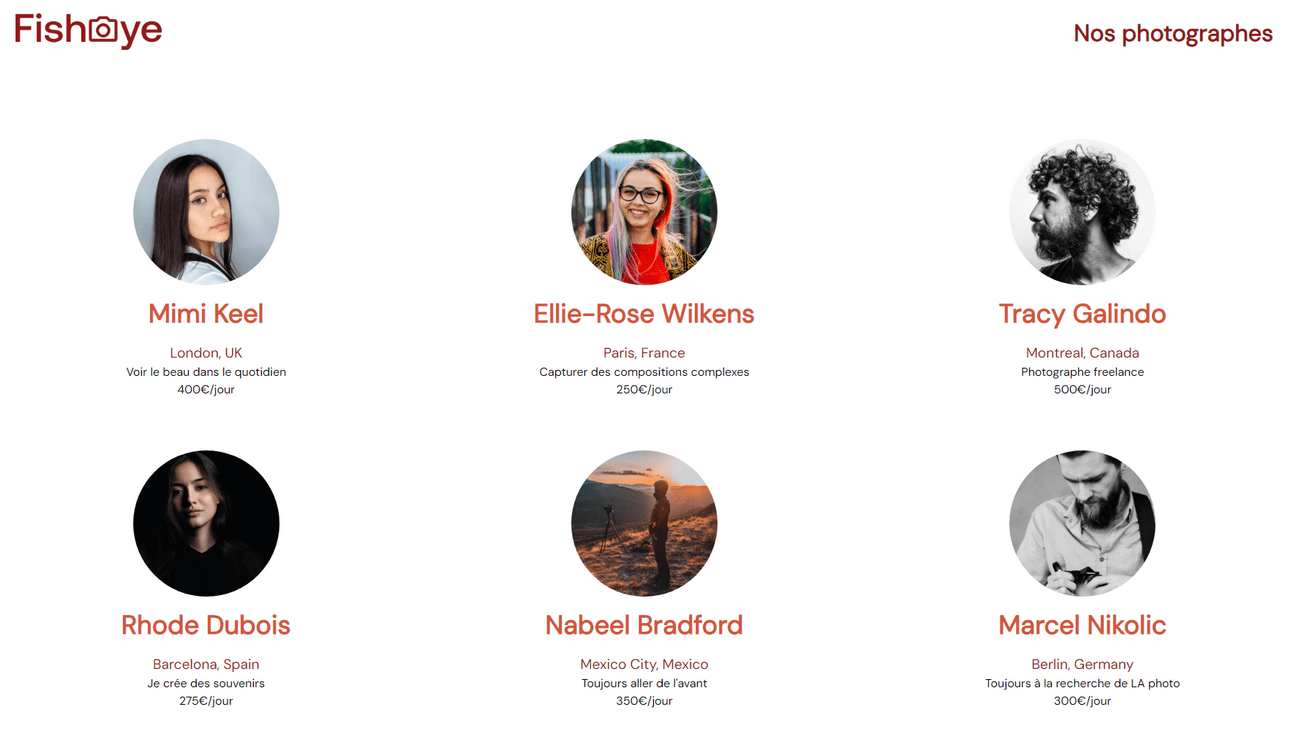 Fisheye
Nos photographes
Mimi Keel
London, UK
Voir le beau dans le quotidien
400€/jour
Ellie-Rose Wilkens
Paris, France
Capturer des compositions complexes
250€/jour
Tracy Galindo
Montreal, Canada
Photographe freelance
500€/jour
Rhode Dubois
Barcelona, Spain
Je crée des souvenirs
275€/jour
Nabeel Bradford
Mexico City, Mexico
Toujours aller de l'avant
350€/jour
Marcel Nikolic
Berlin, Germany
Toujours à la recherche de LA photo
300€/jour